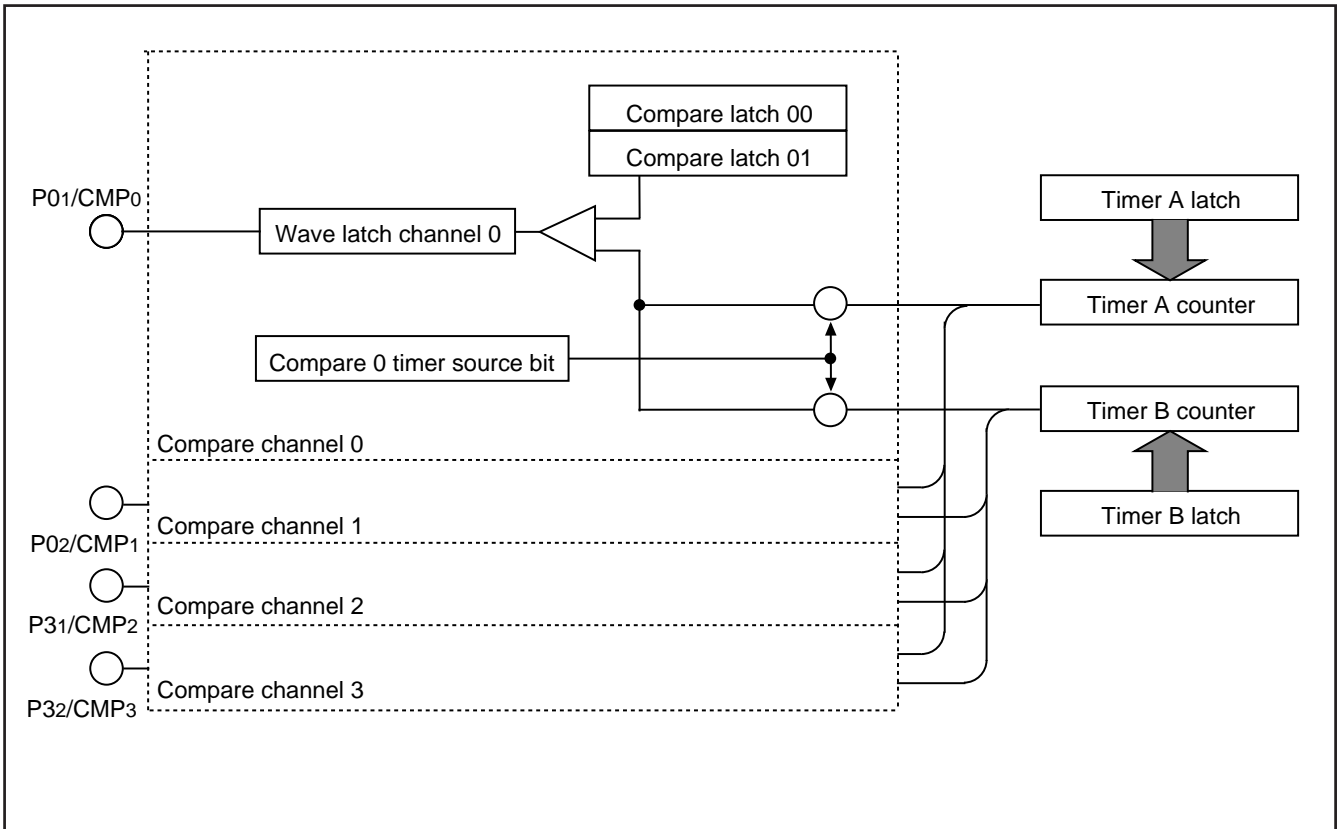 Compare latch 00
Compare latch 01
P01/CMP0
Wave latch channel 0
Timer A latch
Timer A counter
Compare 0 timer source bit
Timer B counter
Compare channel 0
Timer B latch
Compare channel 1
P02/CMP1
Compare channel 2
P31/CMP2
Compare channel 3
P32/CMP3